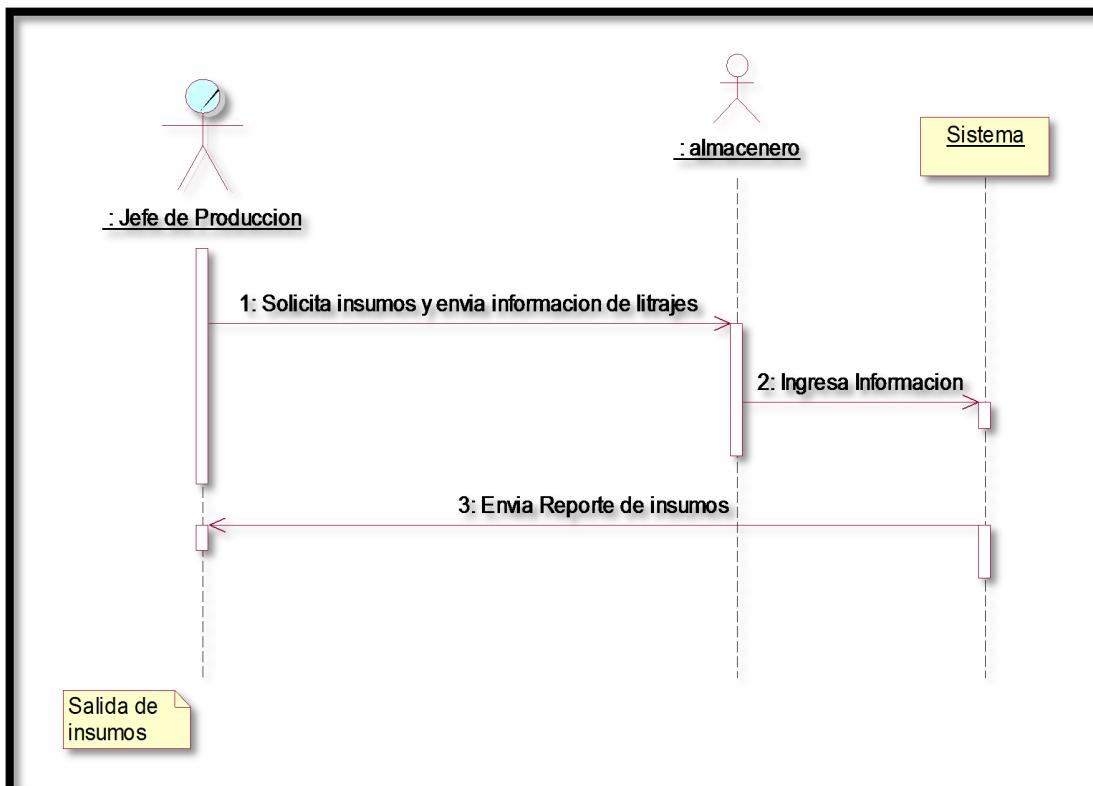 : almacenero
Sistema
: Jefe de Produccion
1: Solicita insumos y envia informacion de litrajes
2: Ingresa Informacion
3: Envia Reporte de insumos
Salida de
insumos